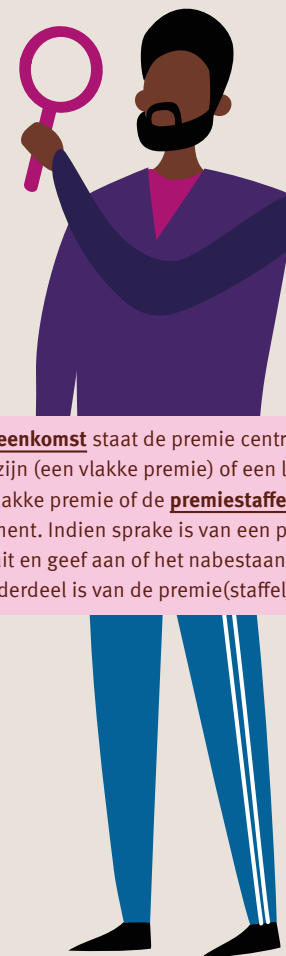 eenkomst staat de premie centr
zijn (een vlakke premie) of een l
akke premie of de premiestaffe
nent. Indien sprake is van een p
it en geef aan of het nabestaan
derdeel is van de premie(staffel